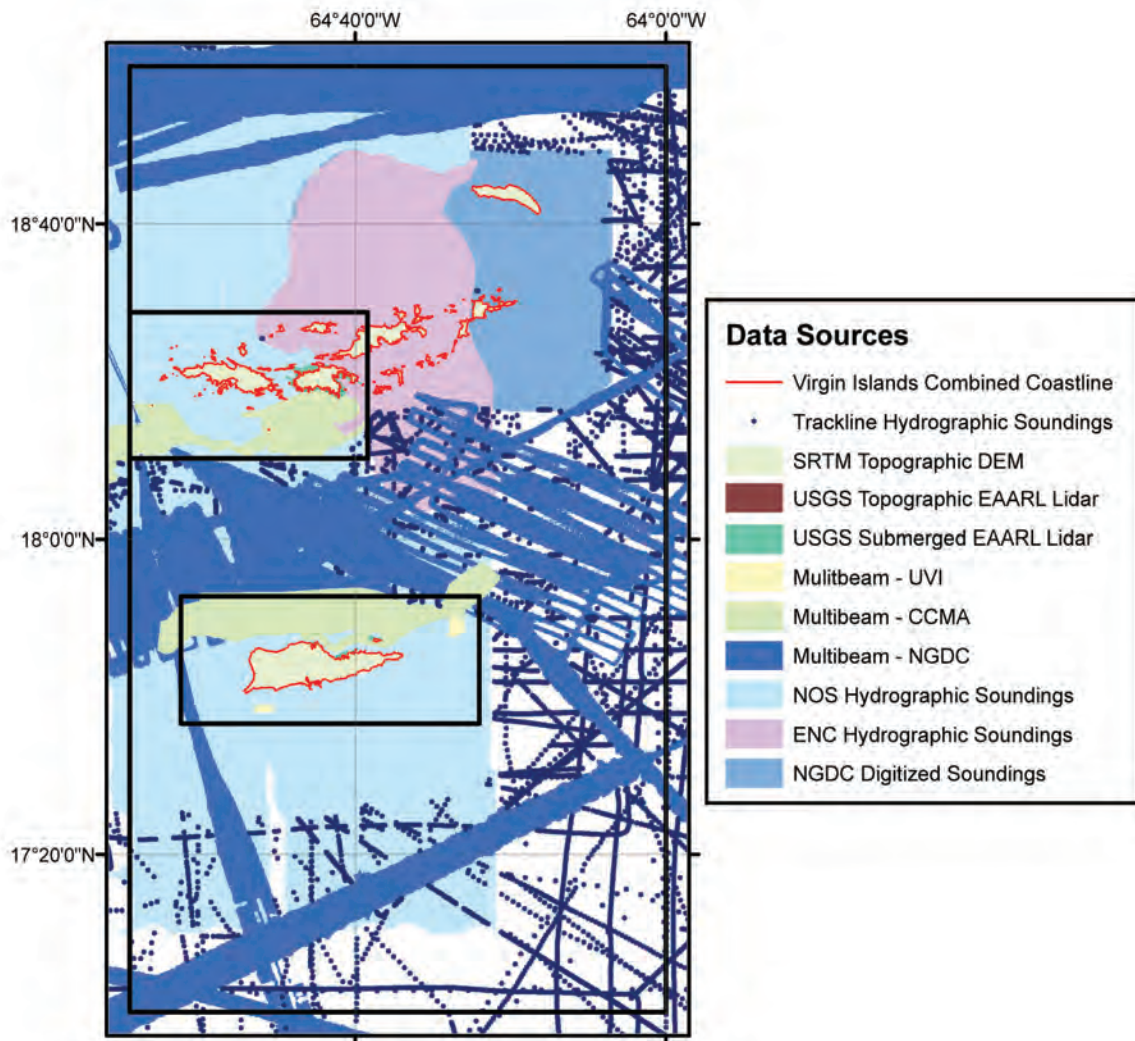 64°40'0"W
64°0'0"W
18°40'0"N
18°0'0"N
17°20'0"N
Data Sources
Virgin Islands Combined Coastline
Trackline Hydrographic Soundings
SRTM Topographic DEM
USGS Topographic EAARL Lidar
USGS Submerged EAARL Lidar
Mulitbeam - UVI
Multibeam - CCMA
Multibeam - NGDC
NOS Hydrographic Soundings
ENC Hydrographic Soundings
NGDC Digitized Soundings